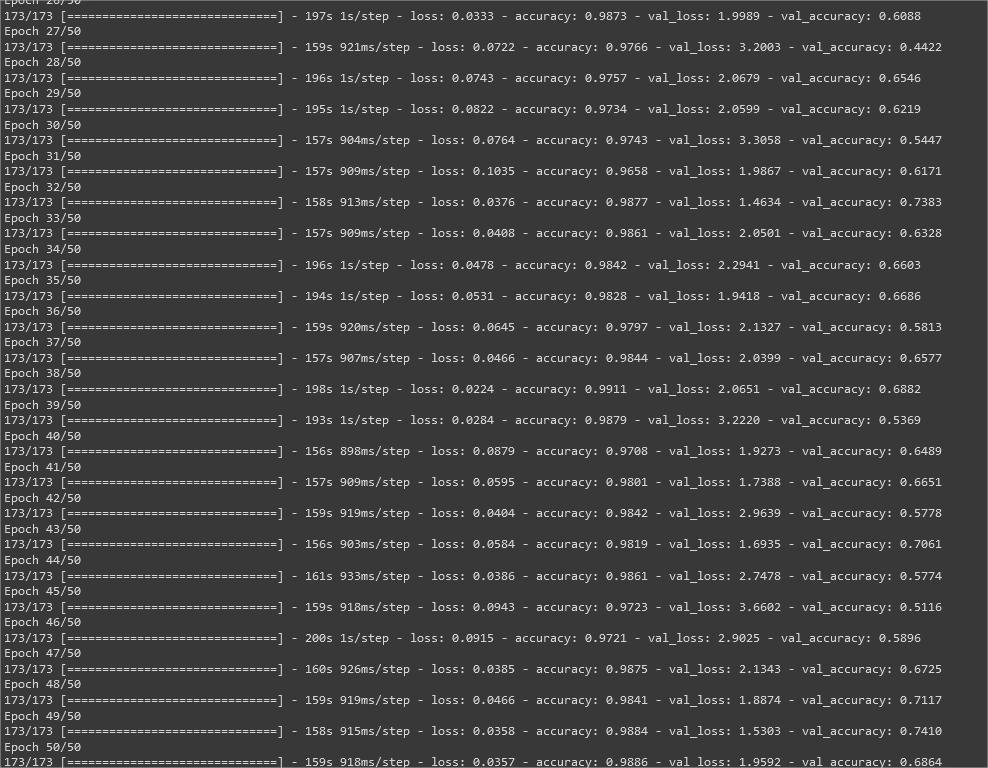 Epoch 26/50
173/173 [==============================] - 197s 1s/step - loss: 0.0333 - accuracy: 0.9873 - val_loss: 1.9989 - val_accuracy: 0.6088
Epoch 27/50
173/173 [==============================] - 159s 921ms/step - loss: 0.0722 - accuracy: 0.9766 - val_loss: 3.2003 - val_accuracy: 0.4422
Epoch 28/50
173/173 [==============================] - 196s 1s/step - loss: 0.0743 - accuracy: 0.9757 - val_loss: 2.0679 - val_accuracy: 0.6546
Epoch 29/50
173/173 [==============================] - 195s 1s/step - loss: 0.0822 - accuracy: 0.9734 - val_loss: 2.0599 - val_accuracy: 0.6219
Epoch 30/50
173/173 [==============================] - 157s 904ms/step - loss: 0.0764 - accuracy: 0.9743 - val_loss: 3.3058 - val_accuracy: 0.5447
Epoch 31/50
173/173 [==============================] - 157s 909ms/step - loss: 0.1035 - accuracy: 0.9658 - val_loss: 1.9867 - val_accuracy: 0.6171
Epoch 32/50
173/173 [==============================] - 158s 913ms/step - loss: 0.0376 - accuracy: 0.9877 - val_loss: 1.4634 - val_accuracy: 0.7383
Epoch 33/50
173/173 [==============================] - 157s 909ms/step - loss: 0.0408 - accuracy: 0.9861 - val_loss: 2.0501 - val_accuracy: 0.6328
Epoch 34/50
173/173 [==============================] - 196s 1s/step - loss: 0.0478 - accuracy: 0.9842 - val_loss: 2.2941 - val_accuracy: 0.6603
Epoch 35/50
173/173 [==============================] - 194s 1s/step - loss: 0.0531 - accuracy: 0.9828 - val_loss: 1.9418 - val_accuracy: 0.6686
Epoch 36/50
173/173 [==============================] - 159s 920ms/step - loss: 0.0645 - accuracy: 0.9797 - val_loss: 2.1327 - val_accuracy: 0.5813
Epoch 37/50
173/173 [==============================] - 157s 907ms/step - loss: 0.0466 - accuracy: 0.9844 - val_loss: 2.0399 - val_accuracy: 0.6577
Epoch 38/50
173/173 [==============================] - 198s 1s/step - loss: 0.0224 - accuracy: 0.9911 - val_loss: 2.0651 - val_accuracy: 0.6882
Epoch 39/50
173/173 [==============================] - 193s 1s/step - loss: 0.0284 - accuracy: 0.9879 - val_loss: 3.2220 - val_accuracy: 0.5369
Epoch 40/50
173/173 [==============================] - 156s 898ms/step - loss: 0.0879 - accuracy: 0.9708 - val_loss: 1.9273 - val_accuracy: 0.6489
Epoch 41/50
173/173 [==============================] - 157s 909ms/step - loss: 0.0595 - accuracy: 0.9801 - val_loss: 1.7388 - val_accuracy: 0.6651
Epoch 42/50
173/173 [==============================] - 159s 919ms/step - loss: 0.0404 - accuracy: 0.9842 - val_loss: 2.9639 - val_accuracy: 0.5778
Epoch 43/50
173/173 [==============================] - 156s 903ms/step - loss: 0.0584 - accuracy: 0.9819 - val_loss: 1.6935 - val_accuracy: 0.7061
Epoch 44/50
173/173 [==============================] - 161s 933ms/step - loss: 0.0386 - accuracy: 0.9861 - val_loss: 2.7478 - val_accuracy: 0.5774
Epoch 45/50
173/173 [==============================] - 159s 918ms/step - loss: 0.0943 - accuracy: 0.9723 - val_loss: 3.6602 - val_accuracy: 0.5116
Epoch 46/50
173/173 [==============================] - 200s 1s/step - loss: 0.0915 - accuracy: 0.9721 - val_loss: 2.9025 - val_accuracy: 0.5896
Epoch 47/50
173/173 [==============================] - 160s 926ms/step - loss: 0.0385 - accuracy: 0.9875 - val_loss: 2.1343 - val_accuracy: 0.6725
Epoch 48/50
173/173 [==============================] - 159s 919ms/step - loss: 0.0466 - accuracy: 0.9841 - val_loss: 1.8874 - val_accuracy: 0.7117
Epoch 49/50
173/173 [==============================] - 158s 915ms/step - loss: 0.0358 - accuracy: 0.9884 - val_loss: 1.5303 - val_accuracy: 0.7410
Epoch 50/50
173/173 [==============================] - 159s 918ms/step - loss: 0.0357 - accuracy: 0.9886 - val_loss: 1.9592 - val_accuracy: 0.6864